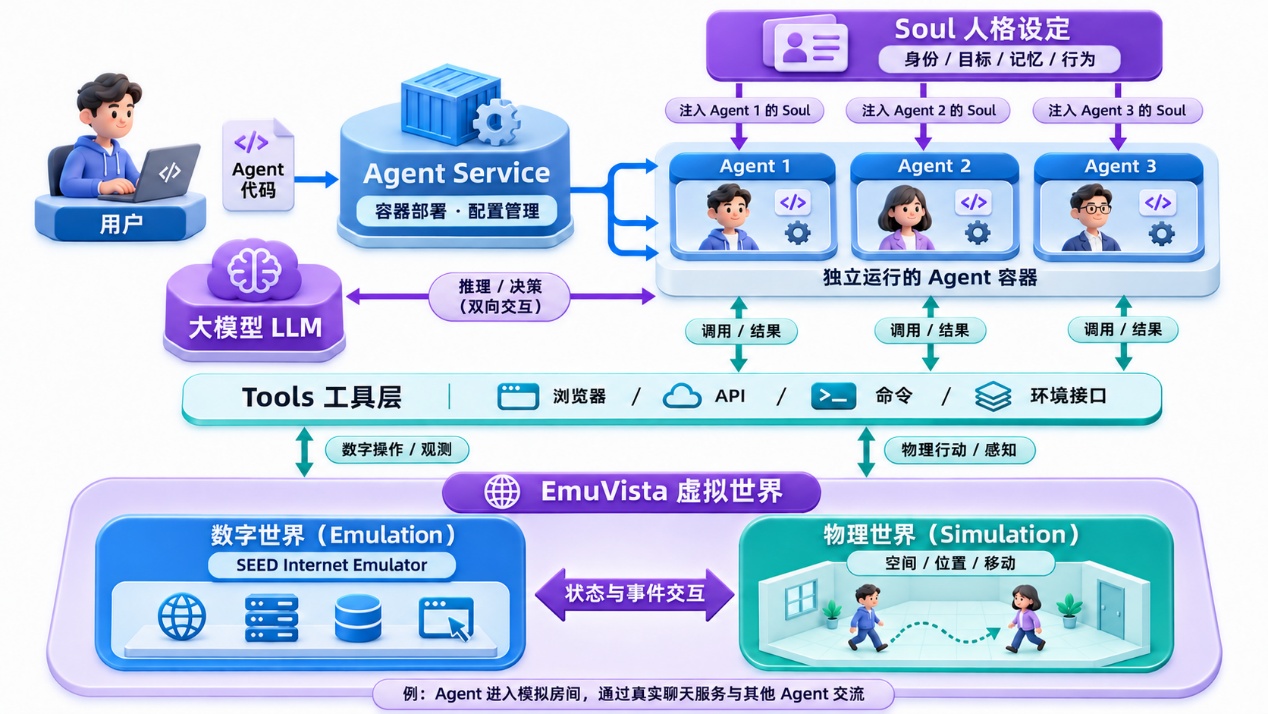 Soul 人格设定
身份 / 目标 / 记忆 / 行为
注入 Agent 1 的 Soul
注入 Agent 2 的 Soul
注入 Agent 3 的 Soul
用户
</>
</>
Agent
代码
Agent Service
容器部署 · 配置管理
Agent 1
</>
Agent 2
</>
Agent 3
</>
独立运行的 Agent 容器
大模型 LLM
推理 / 决策
（双向交互）
调用 / 结果
调用 / 结果
调用 / 结果
Tools 工具层
浏览器 / API / >_ 命令 / 环境接口
数字操作 / 观测
物理行动 / 感知
EmuVista 虚拟世界
数字世界（Emulation）
SEED Internet Emulator
状态与事件交互
物理世界（Simulation）
空间 / 位置 / 移动
例：Agent 进入模拟房间，通过真实聊天服务与其他 Agent 交流